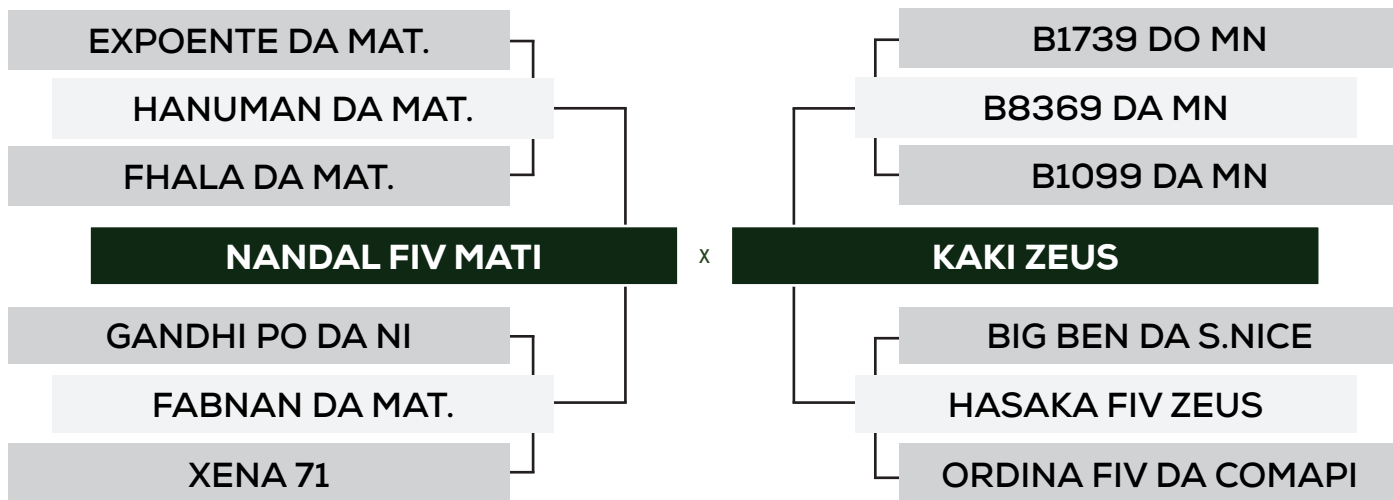 EXPOENTE DA MAT.
HANUMAN DA MAT.
FHALA DA MAT.
NANDAL FIV MATI
GANDHI PO DA NI
FABNAN DA MAT.
XENA 71
x
B1739 DO MN
B8369 DA MN
B1099 DA MN
KAKI ZEUS
BIG BEN DA S.NICE
HASAKA FIV ZEUS
ORDINA FIV DA COMAPI